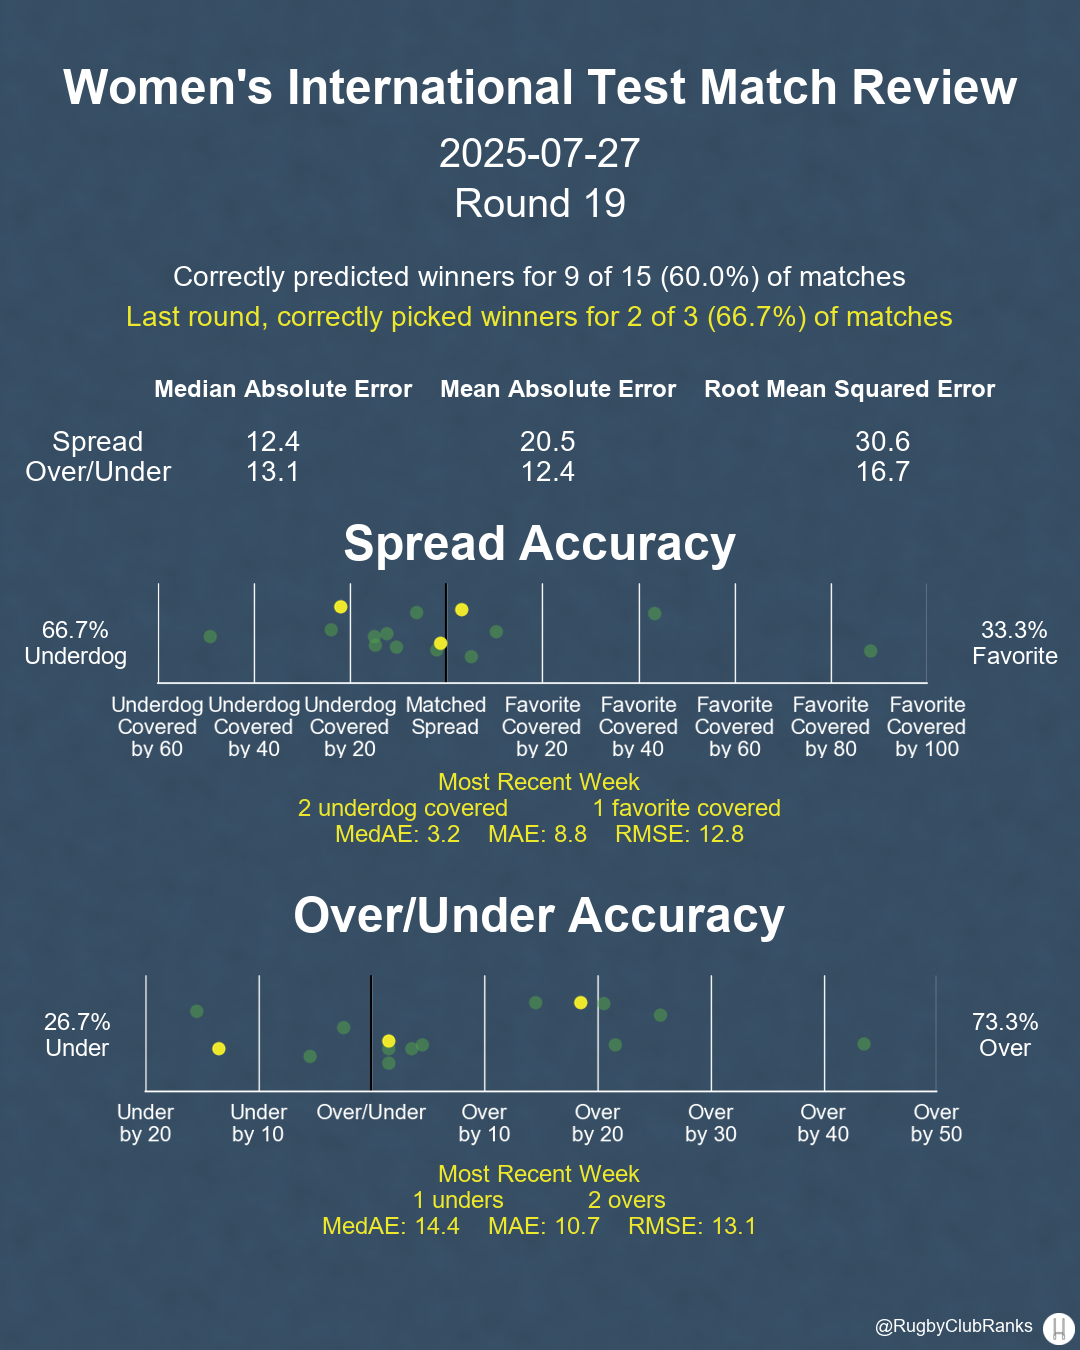 Women's International Test Match Review
2025-07-27
Round 19
Correctly predicted winners for 9 of 15 (60.0%) of matches
Last round, correctly picked winners for 2 of 3 (66.7%) of matches
Median Absolute Error Mean Absolute Error Root Mean Squared Error
Spread 12.4 20.5 30.6
Over/Under 13.1 12.4 16.7
Spread Accuracy
66.7%
Underdog
33.3%
Favorite
Underdog Underdog Underdog Matched Favorite Favorite Favorite Favorite Favorite
Covered Covered Covered Spread Covered Covered Covered Covered Covered
by 60 by 40 by 20 by 20 by 40 by 60 by 80 by 100
Most Recent Week
2 underdog covered 1 favorite covered
MedAE: 3.2 MAE: 8.8 RMSE: 12.8
Over/Under Accuracy
26.7%
Under
73.3%
Over
Under Under Over/Under Over Over Over Over Over
by 20 by 10 by 10 by 20 by 30 by 40 by 50
Most Recent Week
1 unders 2 overs
MedAE: 14.4 MAE: 10.7 RMSE: 13.1
@RugbyClubRanks